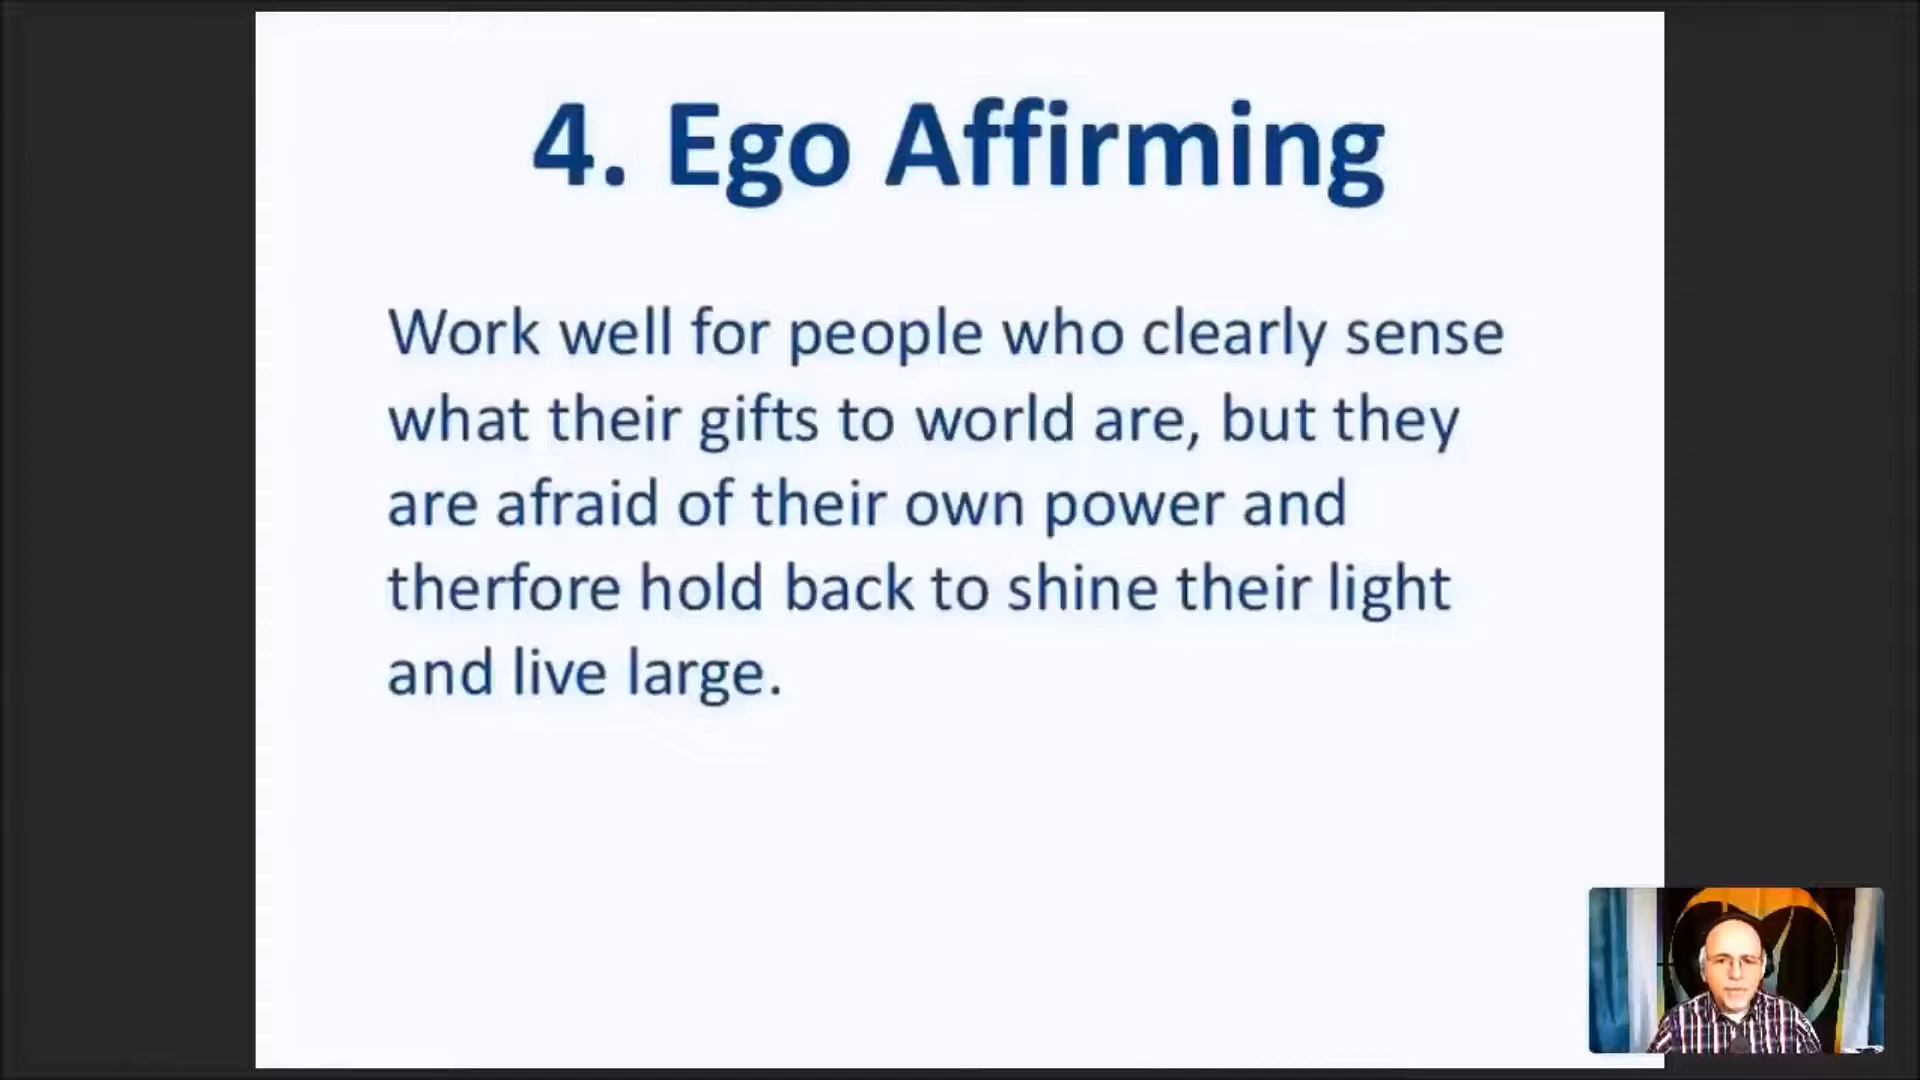 4. Ego Affirming
Work well for people who clearly sense
what their gifts to world are, but they
are afraid of their own power and
therfore hold back to shine their light
and live large.